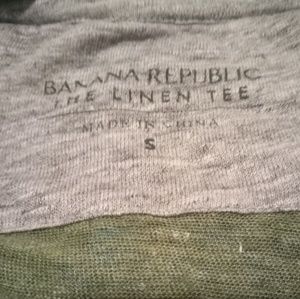 BANANA REPUBLIC
THE LINEN TEE
MADE IN CHINA
S